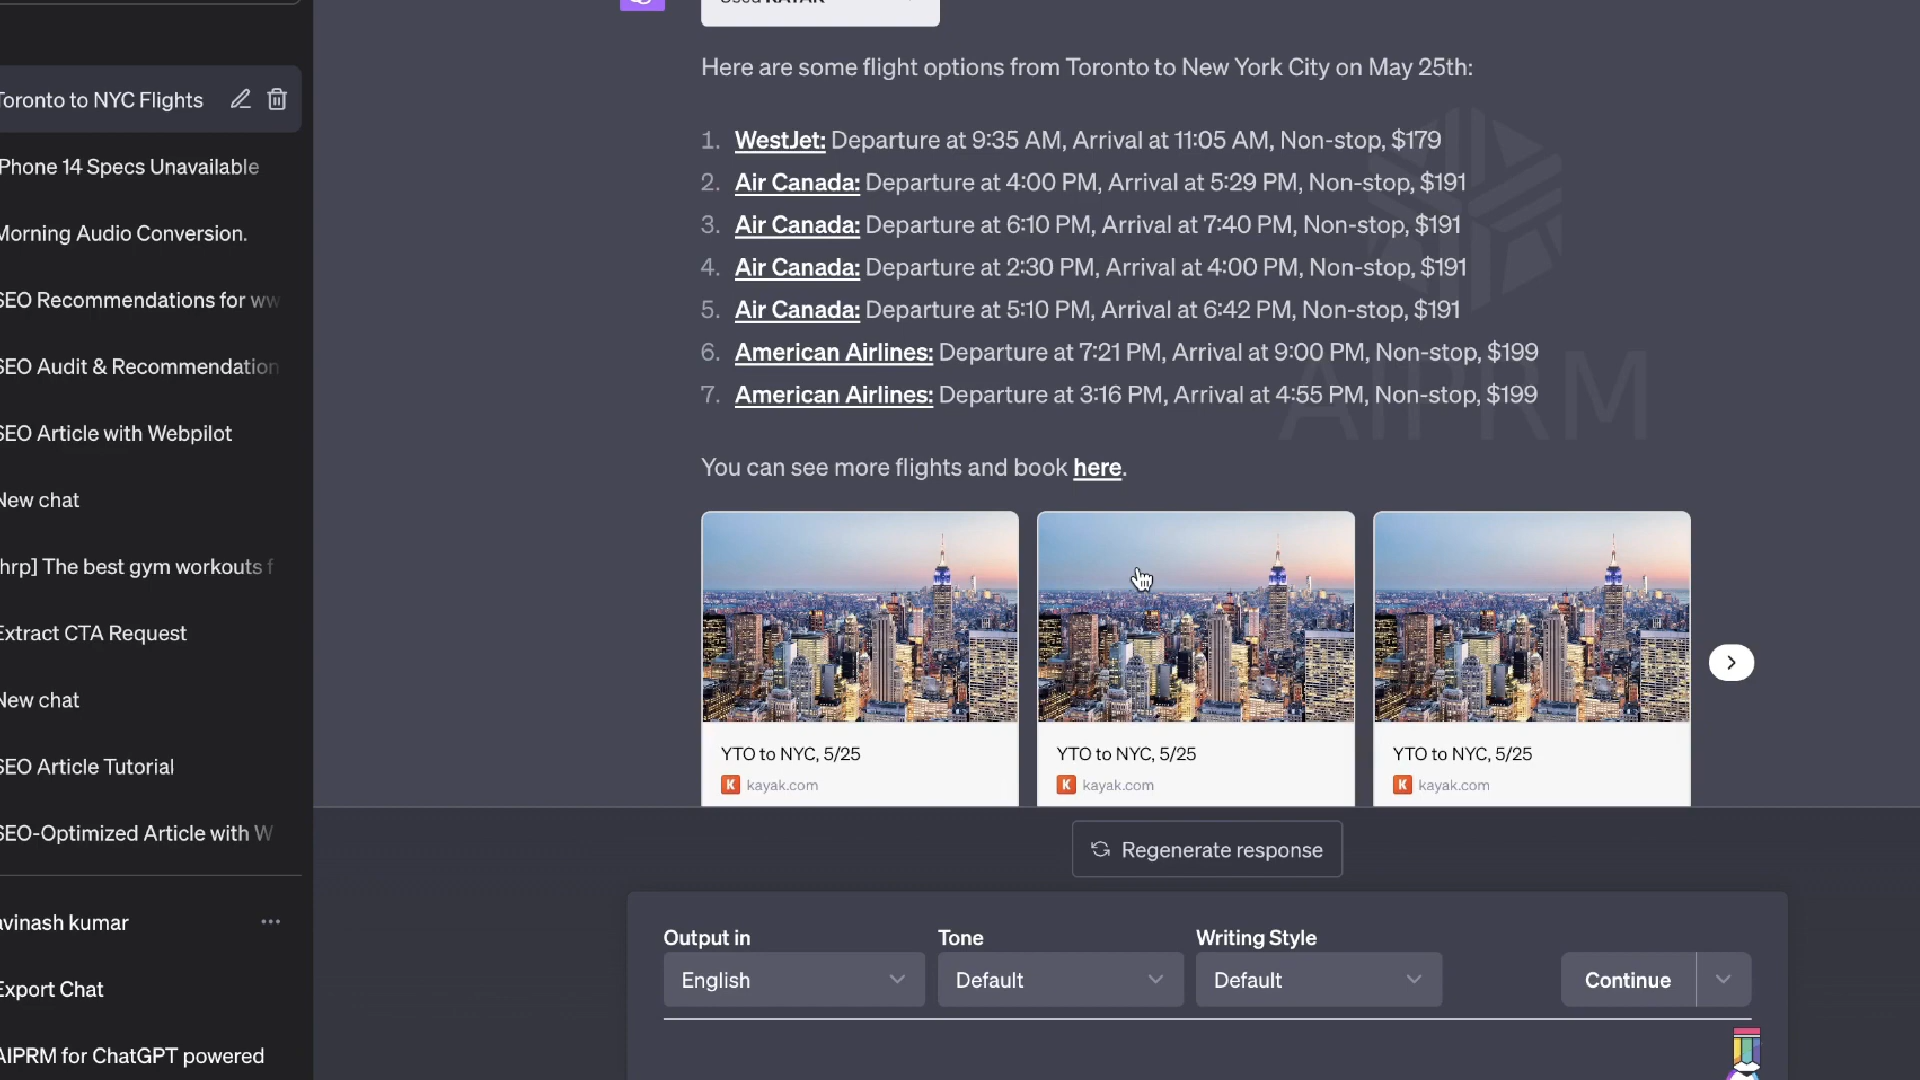 Used KAYAK
Here are some flight options from Toronto to New York City on May 25th:
1. WestJet: Departure at 9:35 AM, Arrival at 11:05 AM, Non-stop, $179
2. Air Canada: Departure at 4:00 PM, Arrival at 5:29 PM, Non-stop, $191
3. Air Canada: Departure at 6:10 PM, Arrival at 7:40 PM, Non-stop, $191
4. Air Canada: Departure at 2:30 PM, Arrival at 4:00 PM, Non-stop, $191
5. Air Canada: Departure at 5:10 PM, Arrival at 6:42 PM, Non-stop, $191
6. American Airlines: Departure at 7:21 PM, Arrival at 9:00 PM, Non-stop, $199
7. American Airlines: Departure at 3:16 PM, Arrival at 4:55 PM, Non-stop, $199
AIPRM
You can see more flights and book here.
YTO to NYC, 5/25
K kayak.com
YTO to NYC, 5/25
K kayak.com
YTO to NYC, 5/25
K kayak.com
Regenerate response
Output in
English
Tone
Default
Writing Style
Default
Continue
Toronto to NYC Flights
Phone 14 Specs Unavailable
Morning Audio Conversion.
SEO Recommendations for ww
SEO Audit & Recommendation
SEO Article with Webpilot
New chat
hrp] The best gym workouts f
Extract CTA Request
New chat
SEO Article Tutorial
SEO-Optimized Article with W
avinash kumar
Export Chat
AIPRM for ChatGPT powered